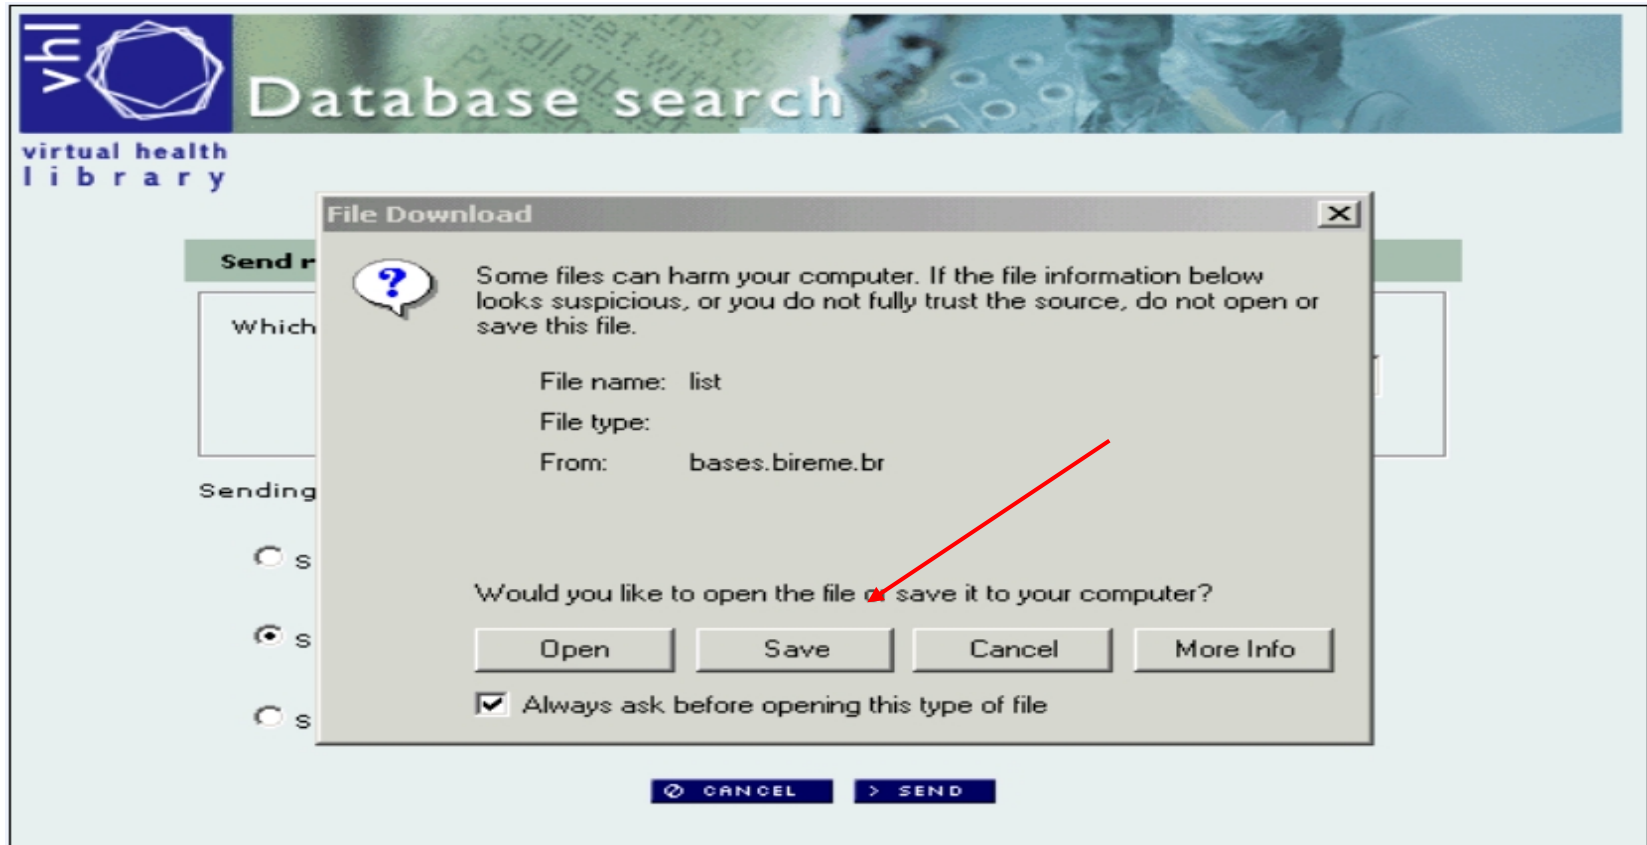 vhl
Database search
virtual health
library
File Download
Send r
Some files can harm your computer. If the file information below
looks suspicious, or you do not fully trust the source, do not open or
save this file.
Which
File name: list
File type:
From: bases.bireme.br
Sending
S
Would you like to open the file or save it to your computer?
S
Open Save Cancel More Info
Always ask before opening this type of file
S
CANCEL > SEND